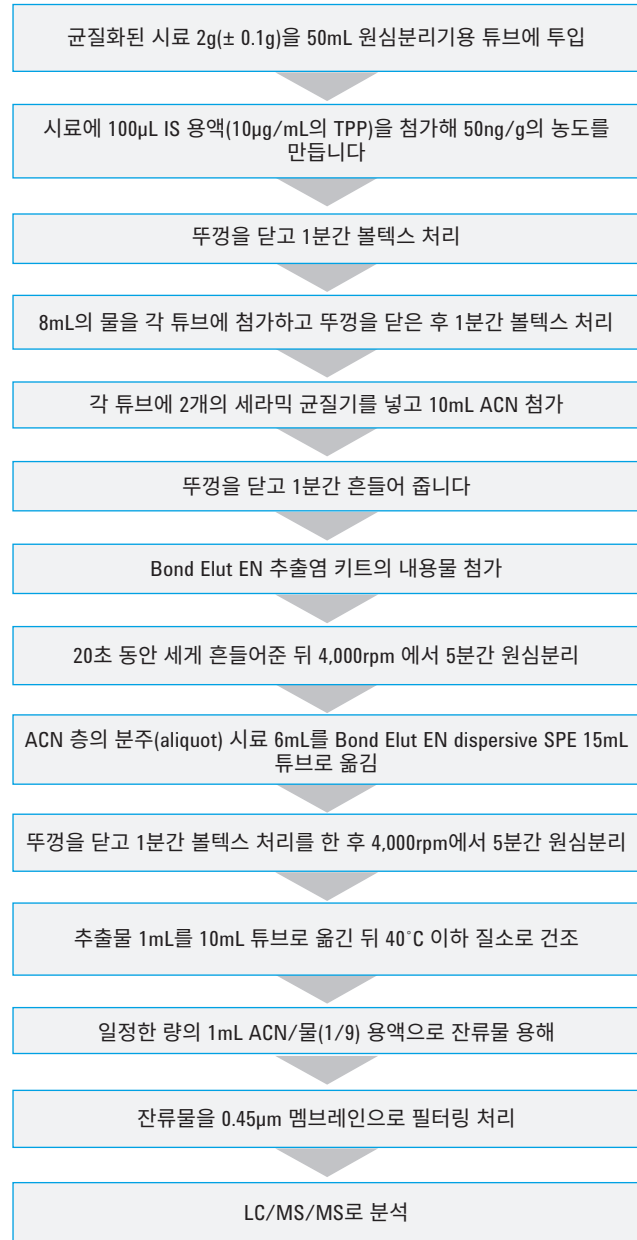 균질화된 시료 2g(± 0.1g)을 50mL 원심분리기용 튜브에 투입
시료에 100µL IS 용액(10µg/mL의 TPP)을 첨가해 50ng/g의 농도를
만듭니다
뚜껑을 닫고 1분간 볼텍스 처리
8mL의 물을 각 튜브에 첨가하고 뚜껑을 닫은 후 1분간 볼텍스 처리
각 튜브에 2개의 세라믹 균질기를 넣고 10mL ACN 첨가
뚜껑을 닫고 1분간 흔들어 줍니다
Bond Elut EN 추출염 키트의 내용물 첨가
20초 동안 세게 흔들어준 뒤 4,000rpm 에서 5분간 원심분리
ACN 층의 분주(aliquot) 시료 6mL를 Bond Elut EN dispersive SPE 15mL
튜브로 옮김
뚜껑을 닫고 1분간 볼텍스 처리를 한 후 4,000rpm에서 5분간 원심분리
추출물 1mL를 10mL 튜브로 옮긴 뒤 40˚C 이하 질소로 건조
일정한 량의 1mL ACN/물(1/9) 용액으로 잔류물 용해
잔류물을 0.45µm 멤브레인으로 필터링 처리
LC/MS/MS로 분석